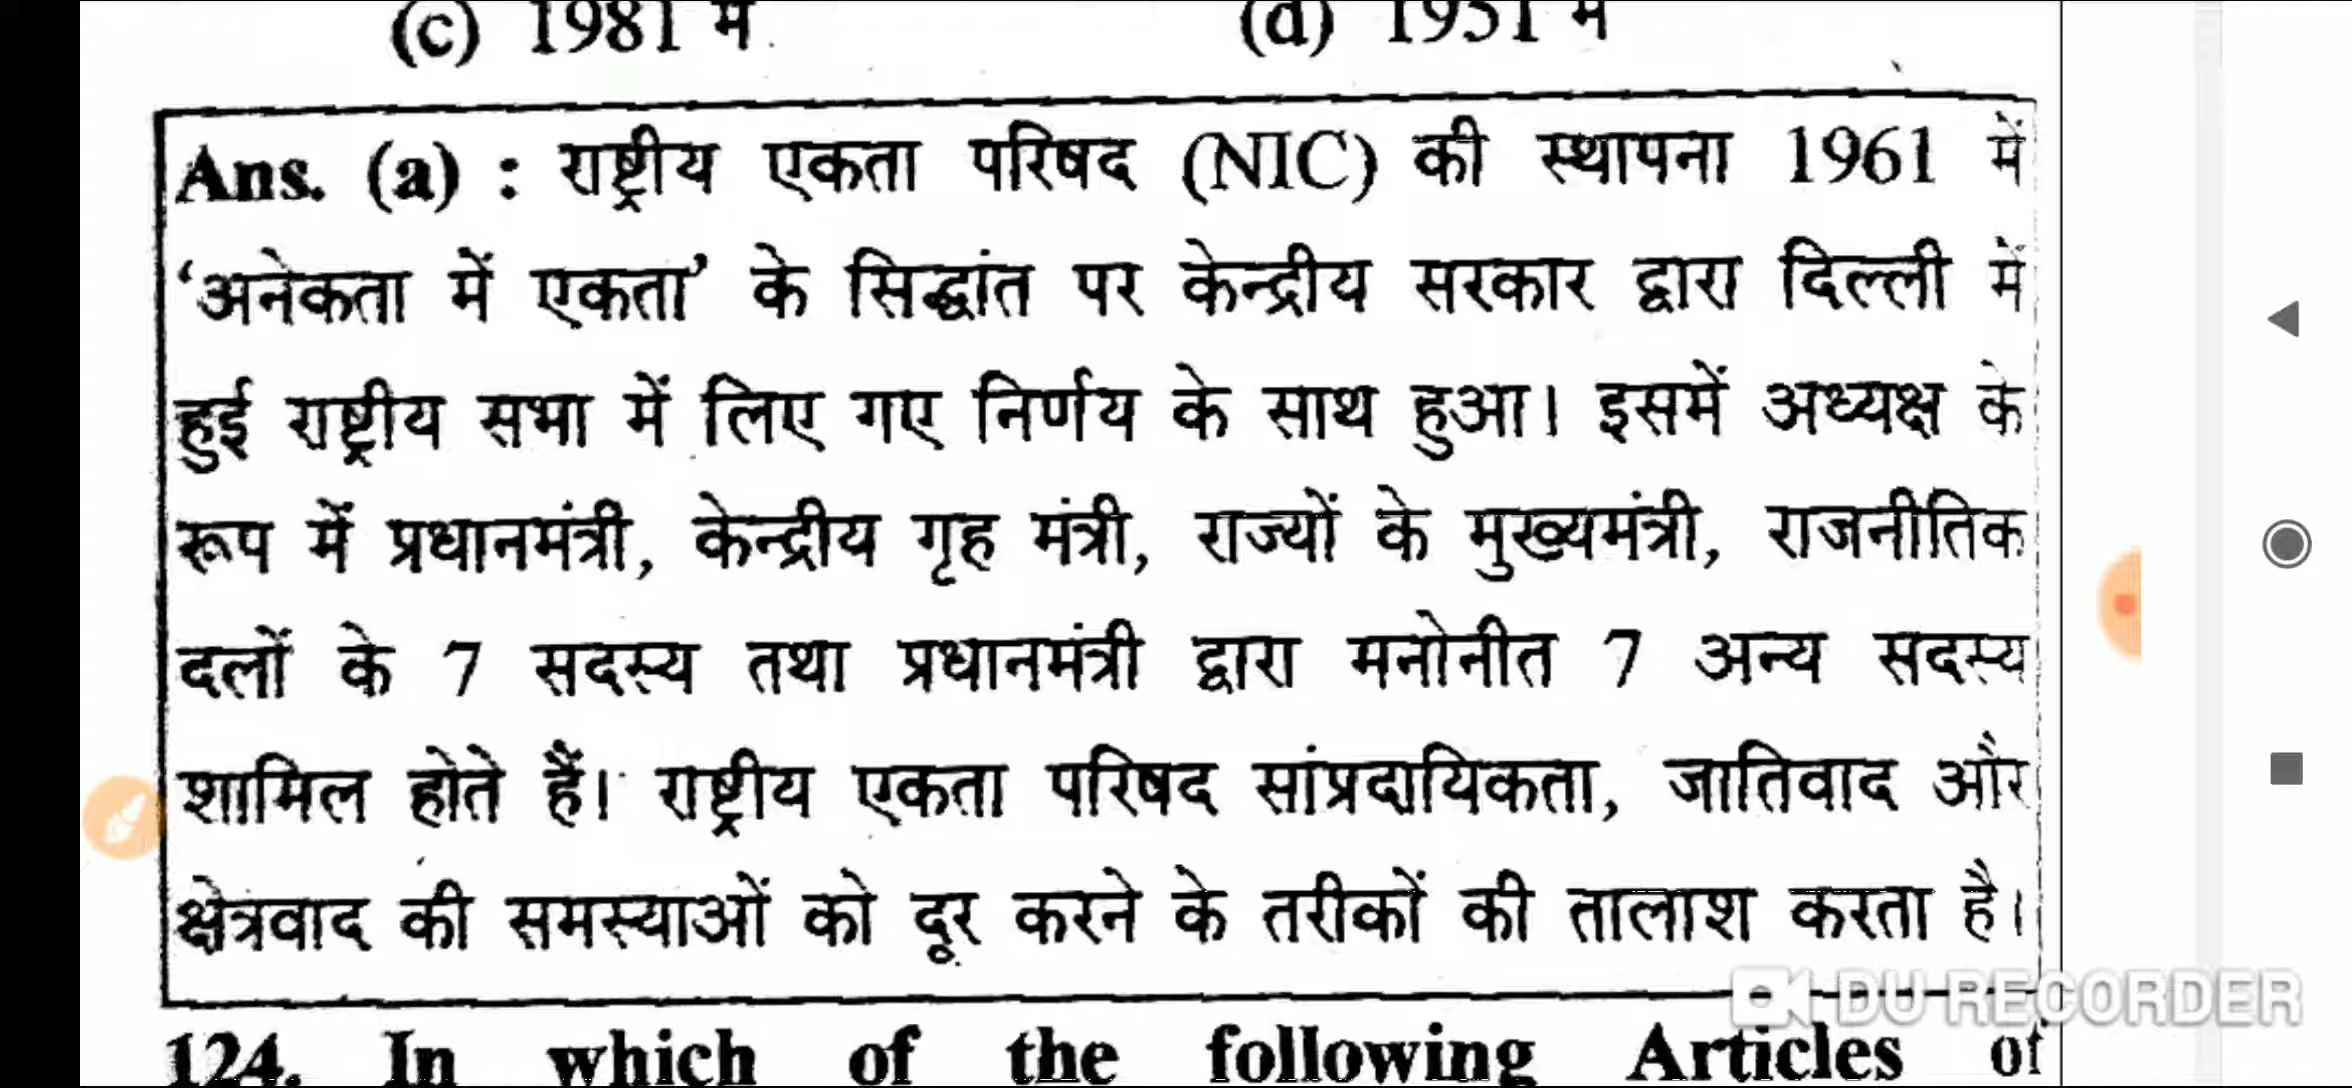 (c) 1981 में (d) 1951 में
Ans. (a) : राष्ट्रीय एकता परिषद (NIC) की स्थापना 1961 में
‘अनेकता में एकता’ के सिद्धांत पर केन्द्रीय सरकार द्वारा दिल्ली में
हुई राष्ट्रीय सभा में लिए गए निर्णय के साथ हुआ। इसमें अध्यक्ष के
रूप में प्रधानमंत्री, केन्द्रीय गृह मंत्री, राज्यों के मुख्यमंत्री, राजनीतिक
दलों के 7 सदस्य तथा प्रधानमंत्री द्वारा मनोनीत 7 अन्य सदस्य
शामिल होते हैं। राष्ट्रीय एकता परिषद सांप्रदायिकता, जातिवाद और
क्षेत्रवाद की समस्याओं को दूर करने के तरीकों की तालाश करता है।
DU RECORDER
124. In which of the following Articles of